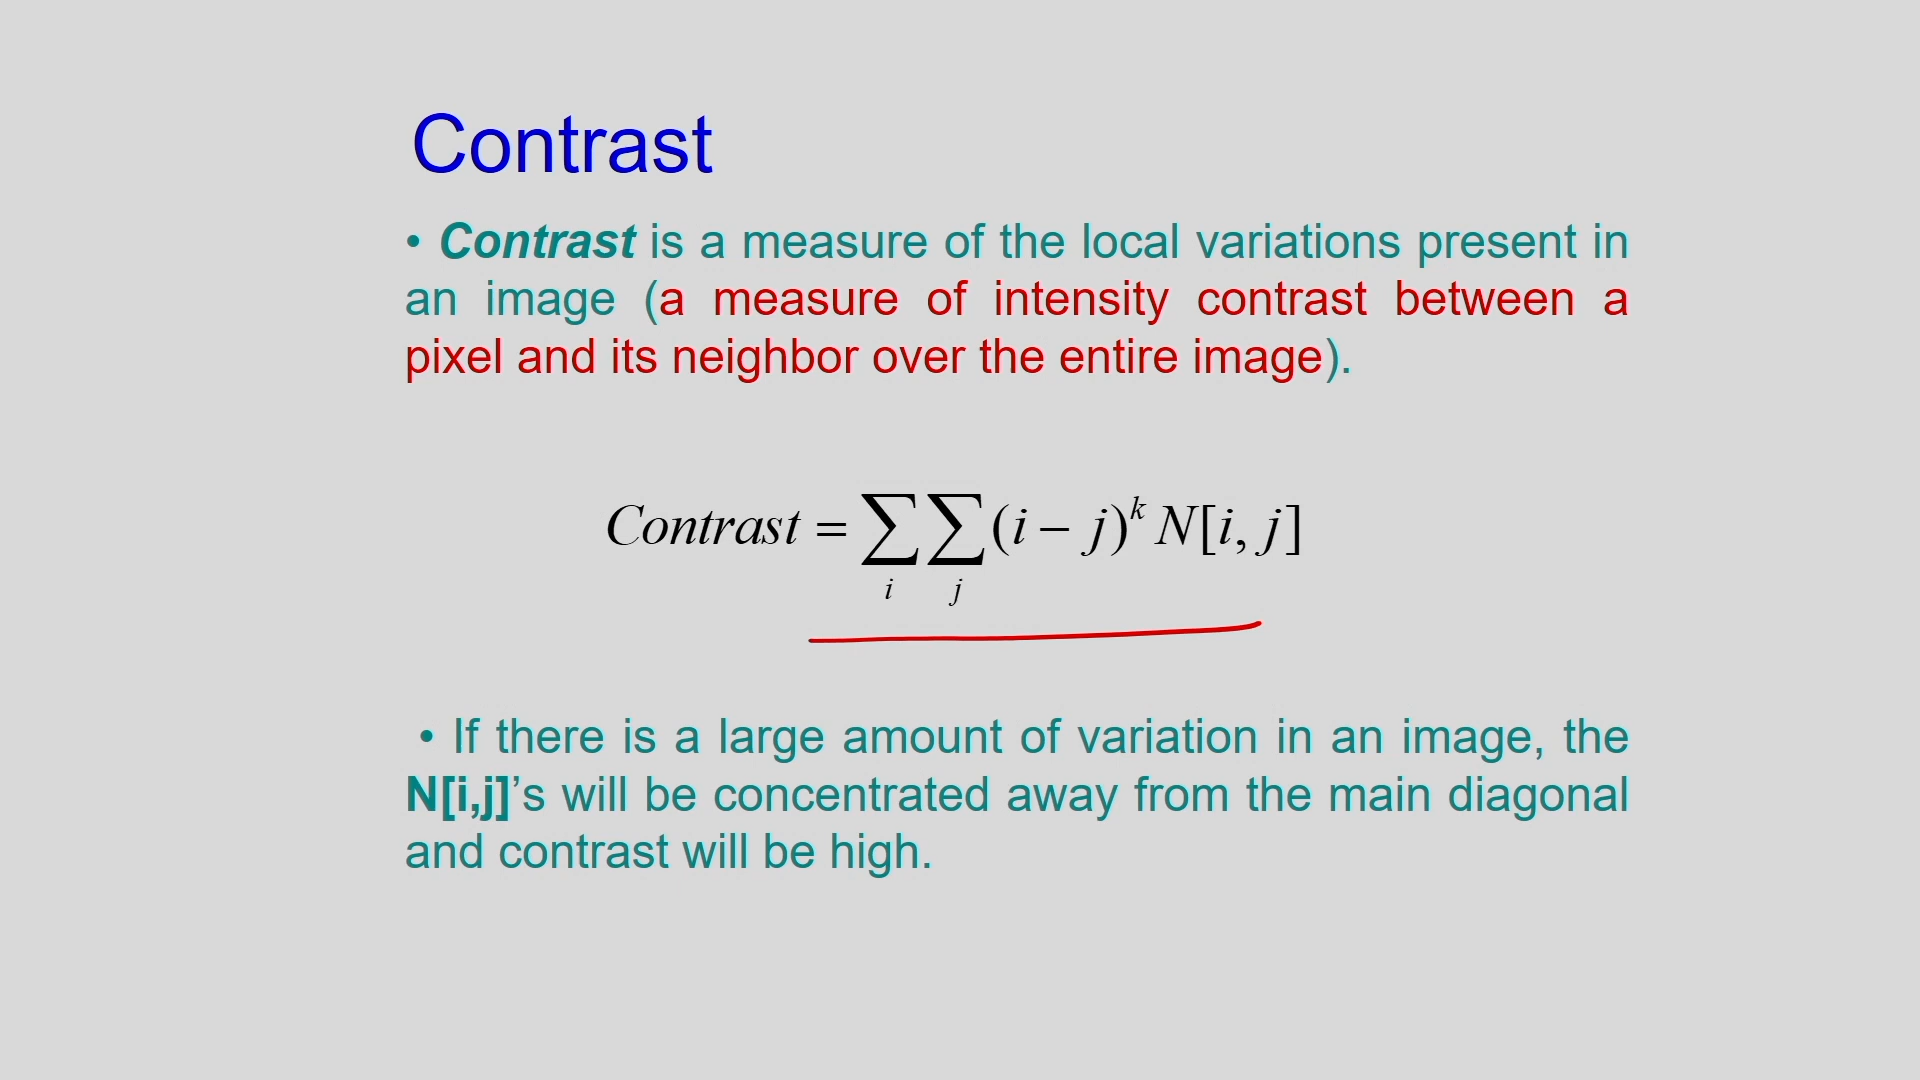 Contrast
• Contrast is a measure of the local variations present in
an image (a measure of intensity contrast between a
pixel and its neighbor over the entire image).
Contrast = ∑∑(i − j)^k N[i, j]
i j
• If there is a large amount of variation in an image, the
N[i,j]’s will be concentrated away from the main diagonal
and contrast will be high.